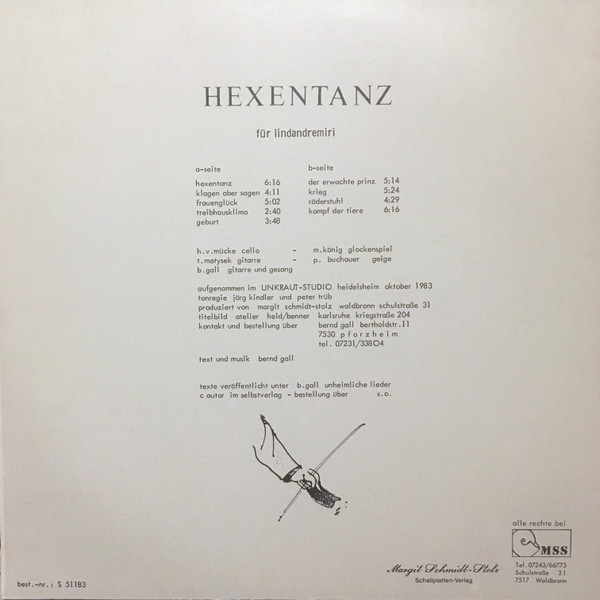 HEXENTANZ
für lindandremiri
a-seite
hexentanz 6:16
klagen aber sagen 4:11
frauenglück 5:02
treibhausklima 2:40
geburt 3:48
b-seite
der erwachte prinz 5:14
krieg 5:24
räderstuhl 4:29
kampf der tiere 6:16
h.v.mücke cello - m.könig glockenspiel
t.matysek gitarre - p. buchauer geige
b.gall gitarre und gesang
aufgenommen im UNKRAUT-STUDIO heidelsheim oktober 1983
tonregie jörg kindler und peter trüb
produziert von margit schmidt-stolz waldbronn schulstraße 31
titelbild atelier held/benner karlsruhe kriegstraße 204
kontakt und bestellung über bernd gall bertholdstr.11
7530 pforzheim
tel. 07231/33804
text und musik bernd gall
texte veröffentlicht unter b.gall unheimliche lieder
c autor im selbstverlag - bestellung über s.o.
alle rechte bei
MSS
Tel. 07243/66773
Schulstraße 31
7517 Waldbronn
Margit Schmidt-Stolz
Schallplatten-Verlag
best.-nr.: S 51183